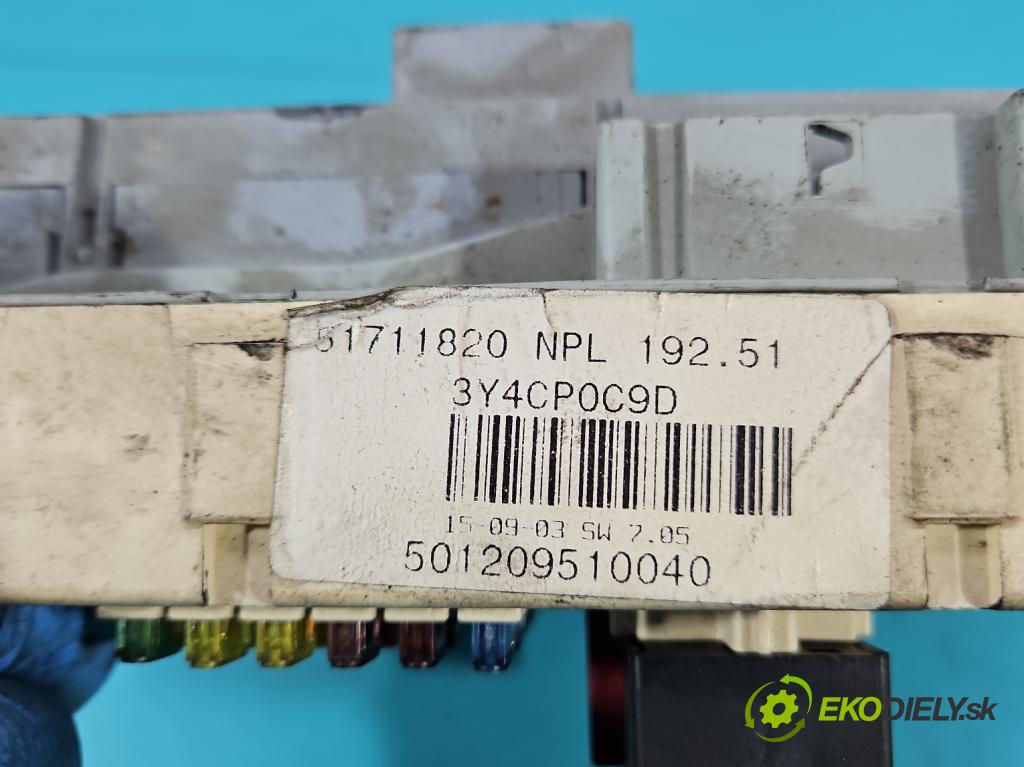 51711820 NPL 192.51
3Y4CP0C9D
15-09-03 SW 7.05
501209510040
EKODIELY.sk